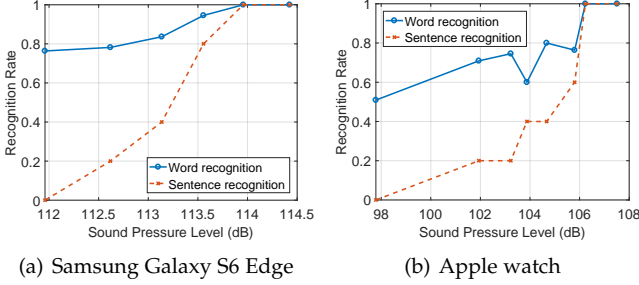 1
0.8
0.6
0.4
0.2
0
Recognition Rate
Word recognition
Sentence recognition
112 112.5 113 113.5 114 114.5
Sound Pressure Level (dB)
(a) Samsung Galaxy S6 Edge
1
0.8
0.6
0.4
0.2
0
Recognition Rate
Word recognition
Sentence recognition
98 100 102 104 106 108
Sound Pressure Level (dB)
(b) Apple watch